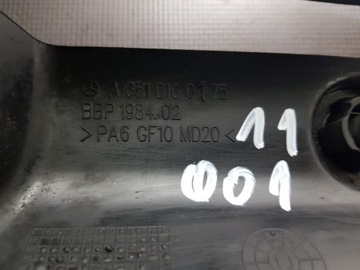 A 651 010 01 75
BBP 1984.02
>PA6 GF10 MD20<
11
001